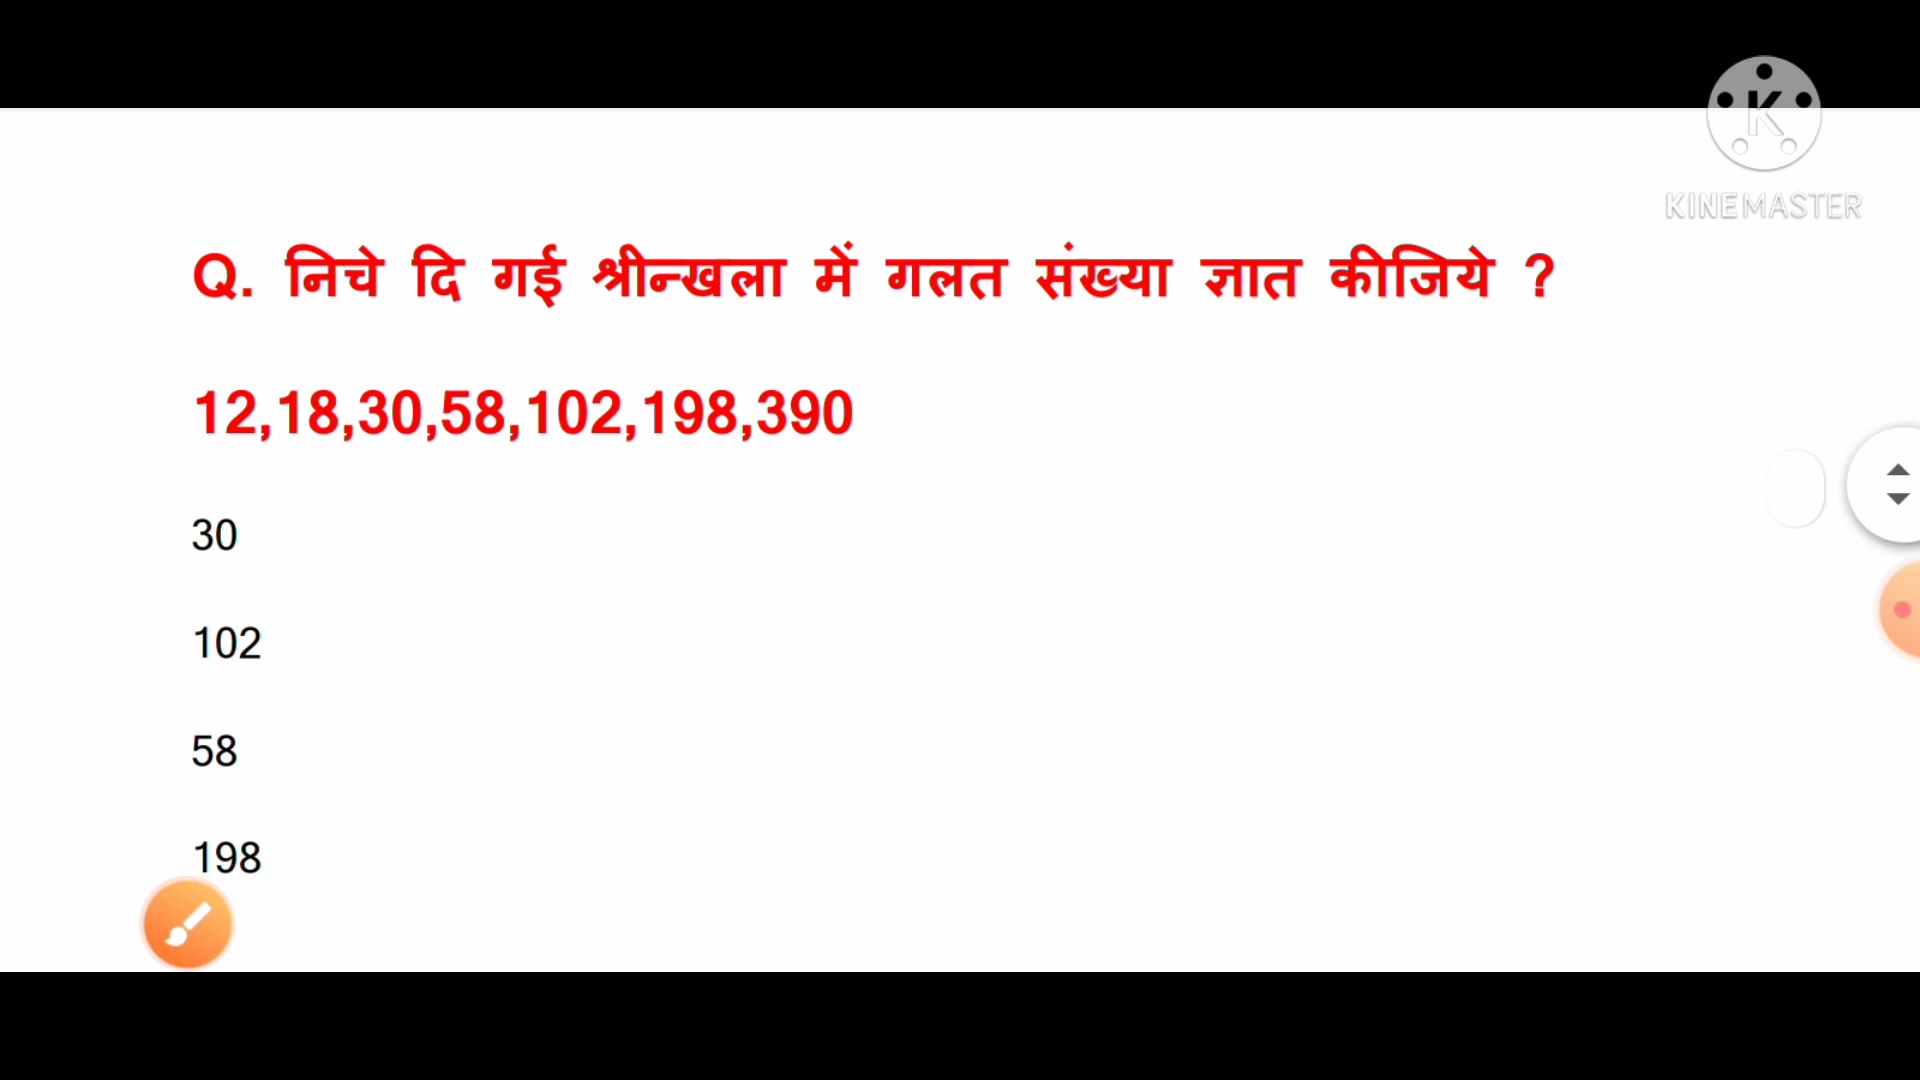 K
KINEMASTER
Q. निचे दि गई श्रीन्खला में गलत संख्या ज्ञात कीजिये ?
12,18,30,58,102,198,390
30
102
58
198